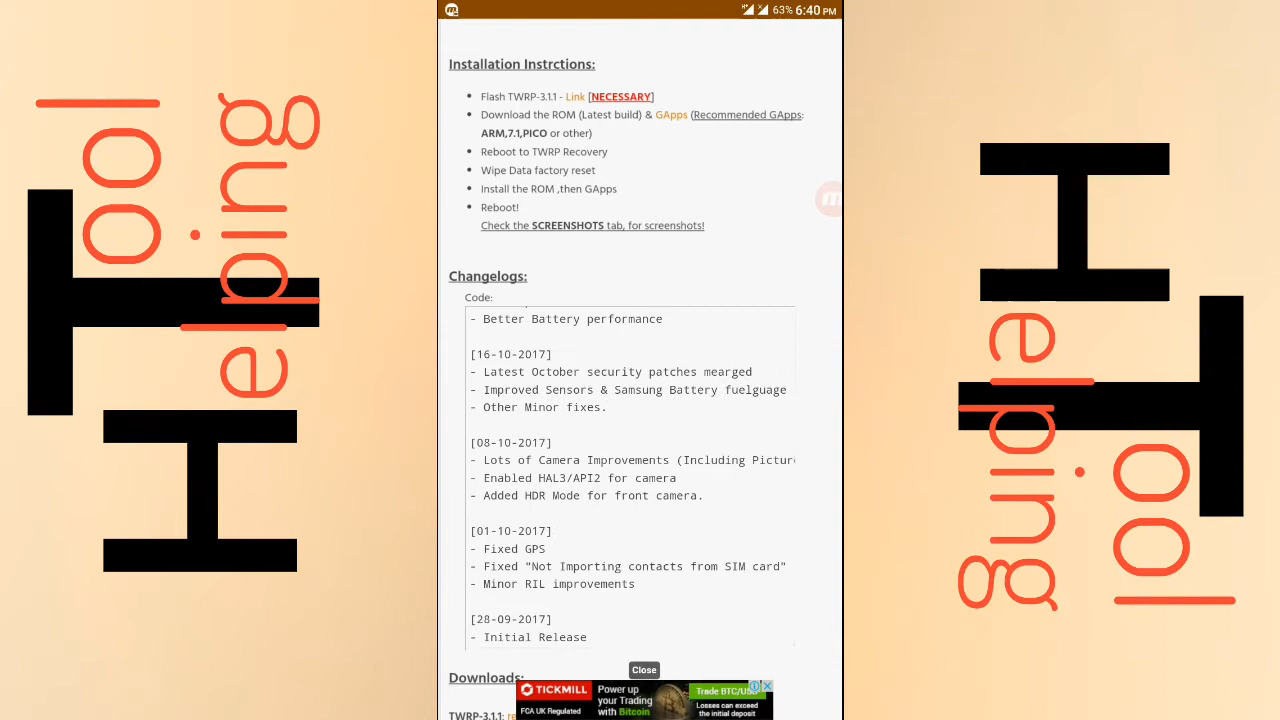 63% 6:40 PM
Installation Instrctions:
Flash TWRP-3.1.1 - Link [NECESSARY]
Download the ROM (Latest build) & GApps (Recommended GApps:
ARM,7.1,PICO or other)
Reboot to TWRP Recovery
Wipe Data factory reset
Install the ROM ,then GApps
Reboot!
Check the SCREENSHOTS tab, for screenshots!
Changelogs:
Code:
- Better Battery performance
[16-10-2017]
- Latest October security patches mearged
- Improved Sensors & Samsung Battery fuelguage
- Other Minor fixes.
[08-10-2017]
- Lots of Camera Improvements (Including Pictur
- Enabled HAL3/API2 for camera
- Added HDR Mode for front camera.
[01-10-2017]
- Fixed GPS
- Fixed "Not Importing contacts from SIM card"
- Minor RIL improvements
[28-09-2017]
- Initial Release
Close
Downloads:
TICKMILL
FCA UK Regulated
Power up
your Trading
with Bitcoin
Trade BTC/USD
Losses can exceed
the initial deposit
TWRP-3.1.1:
Helping
Tool
Helping
Tool